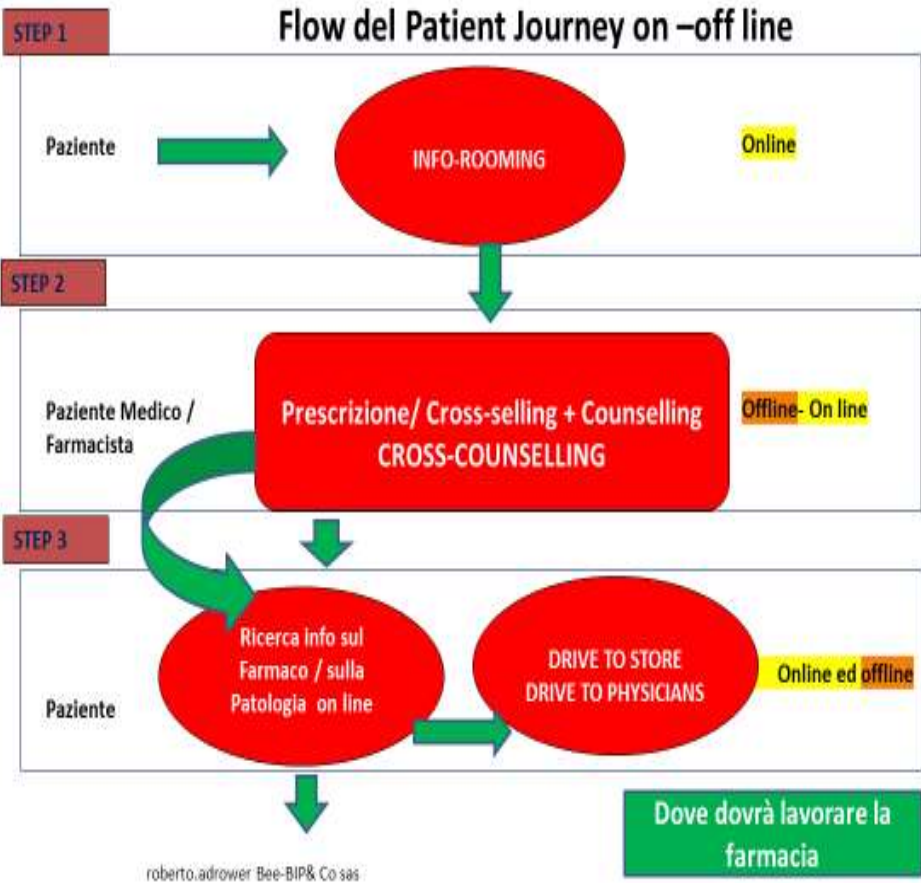 STEP 1
Flow del Patient Journey on –off line
Paziente
INFO-ROOMING
Online
STEP 2
Paziente Medico /
Farmacista
Prescrizione/ Cross-selling + Counselling
CROSS-COUNSELLING
Offline- On line
STEP 3
Paziente
Ricerca info sul
Farmaco / sulla
Patologia on line
DRIVE TO STORE
DRIVE TO PHYSICIANS
Online ed offline
Dove dovrà lavorare la
farmacia
roberto.adrower Bee-BIP& Co sas